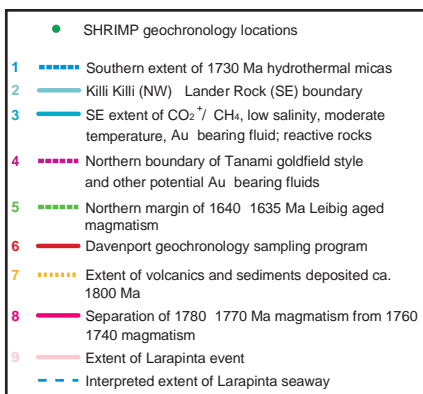 SHRIMP geochronology locations
1 Southern extent of 1730 Ma hydrothermal micas
2 Killi Killi (NW) Lander Rock (SE) boundary
3 SE extent of CO₂⁺/ CH₄, low salinity, moderate
temperature, Au bearing fluid; reactive rocks
4 Northern boundary of Tanami goldfield style
and other potential Au bearing fluids
5 Northern margin of 1640 1635 Ma Leibig aged
magmatism
6 Davenport geochronology sampling program
7 Extent of volcanics and sediments deposited ca.
1800 Ma
8 Separation of 1780 1770 Ma magmatism from 1760
1740 magmatism
9 Extent of Larapinta event
Interpreted extent of Larapinta seaway